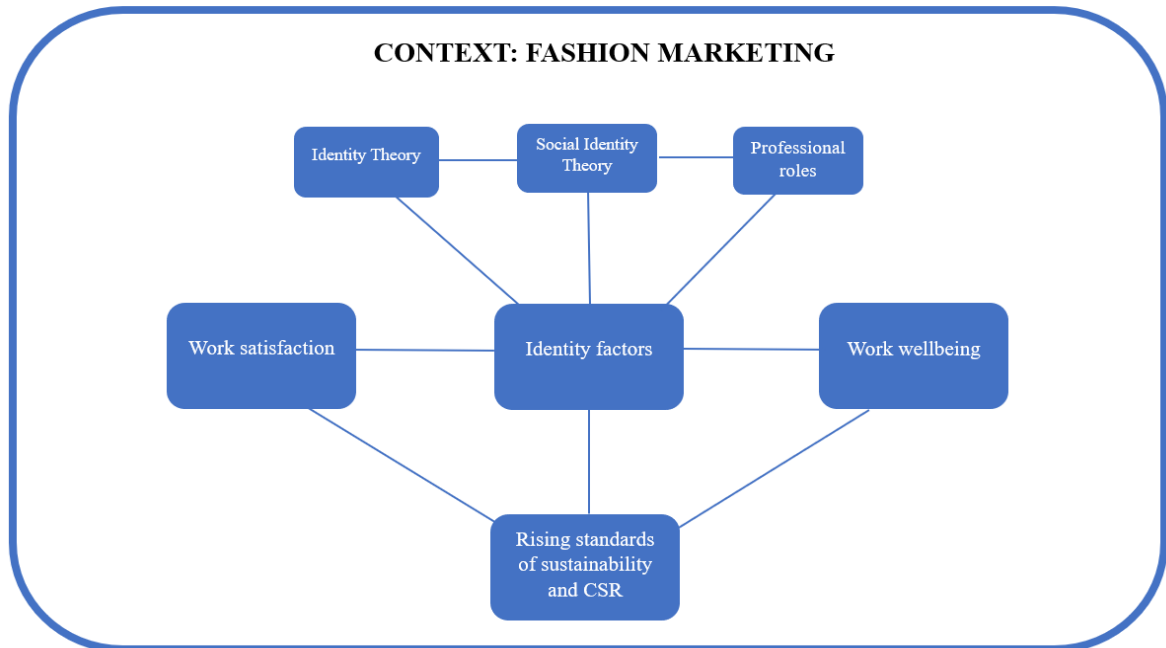 CONTEXT: FASHION MARKETING
Identity Theory
Social Identity
Theory
Professional
roles
Work satisfaction
Identity factors
Work wellbeing
Rising standards
of sustainability
and CSR